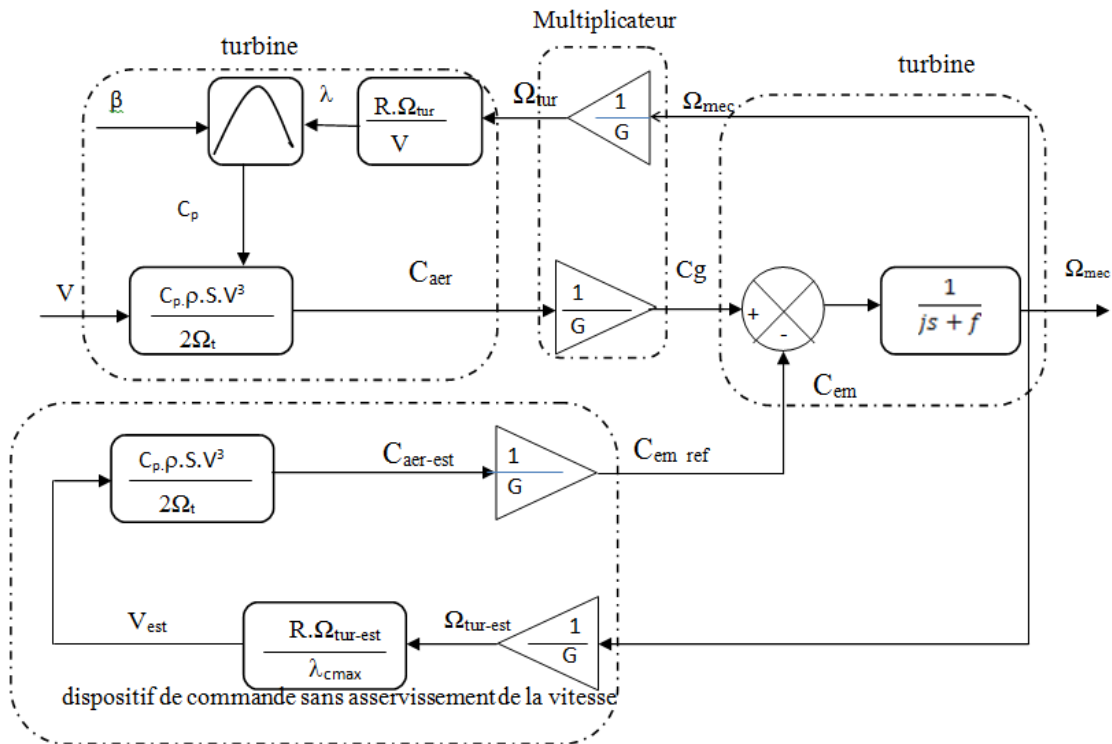 Multiplicateur
turbine
turbine
β
λ
R.Ωtur
V
Ωtur
1
G
Ωmec
Cp
V
Cp.ρ.S.V³
2Ωt
Caer
1
G
Cg
+
-
1
js + f
Ωmec
Cem
Cp.ρ.S.V³
2Ωt
Caer-est
1
G
Cem ref
Vest
R.Ωtur-est
λcmax
Ωtur-est
1
G
dispositif de commande sans asservissement de la vitesse